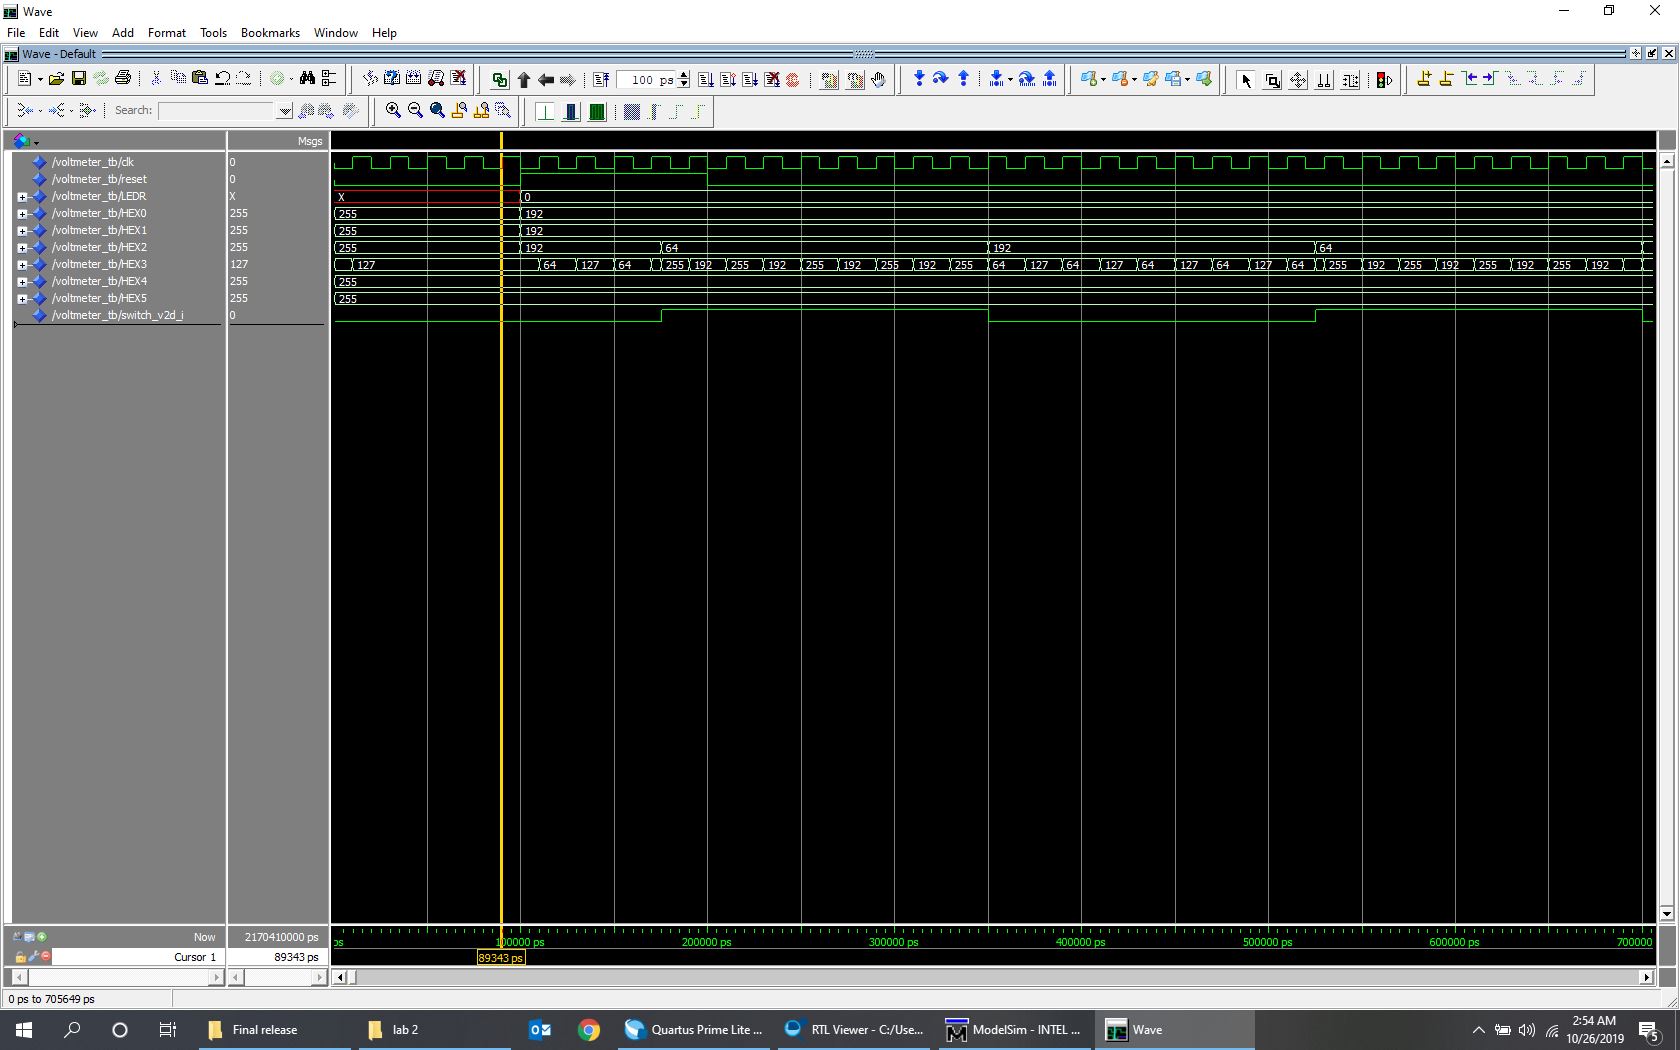 Wave
File Edit View Add Format Tools Bookmarks Window Help
Wave - Default
100 ps
Search:
Msgs
/voltmeter_tb/clk 0
/voltmeter_tb/reset 0
/voltmeter_tb/LEDR X X 0
/voltmeter_tb/HEX0 255 255 192
/voltmeter_tb/HEX1 255 255 192
/voltmeter_tb/HEX2 255 255 192 64 192 64
/voltmeter_tb/HEX3 127 127 64 127 64 255 192 255 192 255 192 255 192 255 64 127 64 127 64 127 64 127 64 255 192 255 192 255 192 255 192
/voltmeter_tb/HEX4 255 255
/voltmeter_tb/HEX5 255 255
/voltmeter_tb/switch_v2d_i 0
Now 2170410000 ps ps 100000 ps 200000 ps 300000 ps 400000 ps 500000 ps 600000 ps 700000
Cursor 1 89343 ps 89343 ps
0 ps to 705649 ps
Final release lab 2 Quartus Prime Lite ... RTL Viewer - C:/Use... ModelSim - INTEL ... Wave 2:54 AM
10/26/2019 5